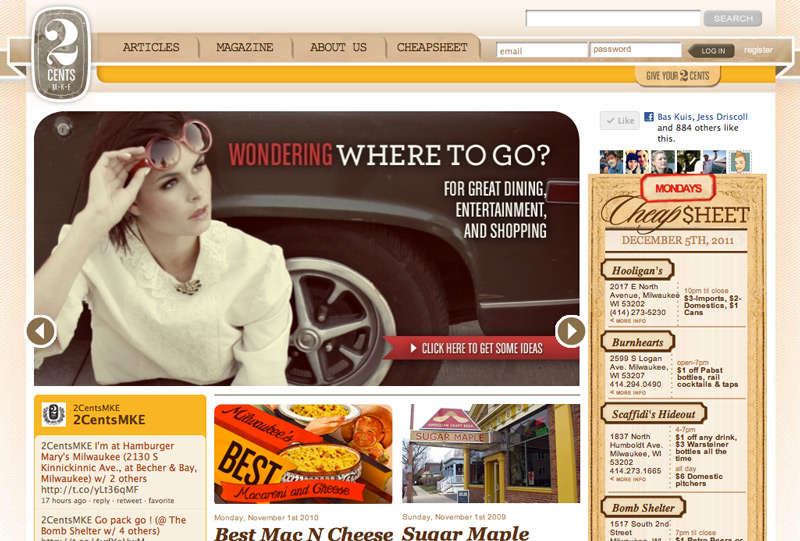 2
CENTS
M·K·E
SEARCH
ARTICLES
MAGAZINE
ABOUT US
CHEAPSHEET
email
password
LOG IN
register
GIVE YOUR 2 CENTS
WONDERING WHERE TO GO?
FOR GREAT DINING,
ENTERTAINMENT,
AND SHOPPING
CLICK HERE TO GET SOME IDEAS
Like
Bas Kuis, Jess Driscoll
and 884 others like
this.
MONDAY'S
Cheap $HEET
DECEMBER 5TH, 2011
Hooligan's
2017 E North
Avenue, Milwaukee
WI 53202
(414) 273-5230
< MORE INFO
10pm til close
$3-Imports, $2-
Domestics, $1
Cans
Burnhearts
2599 S Logan
Ave. Milwaukee,
WI 53207
414.294.0490
< MORE INFO
open-7pm
$1 off Pabst
bottles, rail
cocktails & taps
Scaffidi's Hideout
1837 North
Humboldt Ave.
Milwaukee, WI
53202
414.273.1665
< MORE INFO
4-7pm
$1 off any drink,
$3 Warsteiner
bottles all the
time
all day
$6 Domestic
pitchers
Bomb Shelter
1517 South 2nd
Street
7pm til close
2CentsMKE
2CentsMKE
2CentsMKE I'm at Hamburger
Mary's Milwaukee (2130 S
Kinnickinnic Ave., at Becher & Bay,
Milwaukee) w/ 2 others
http://t.co/yLt36qMF
17 hours ago · reply · retweet · favorite
2CentsMKE Go pack go ! (@ The
Bomb Shelter w/ 4 others)
Milwaukee's
BEST
Macaroni and Cheese
Monday, November 1st 2010
Best Mac N Cheese
AMERICAN CRAFT BEER
SUGAR MAPLE
Sunday, November 1st 2009
Sugar Maple